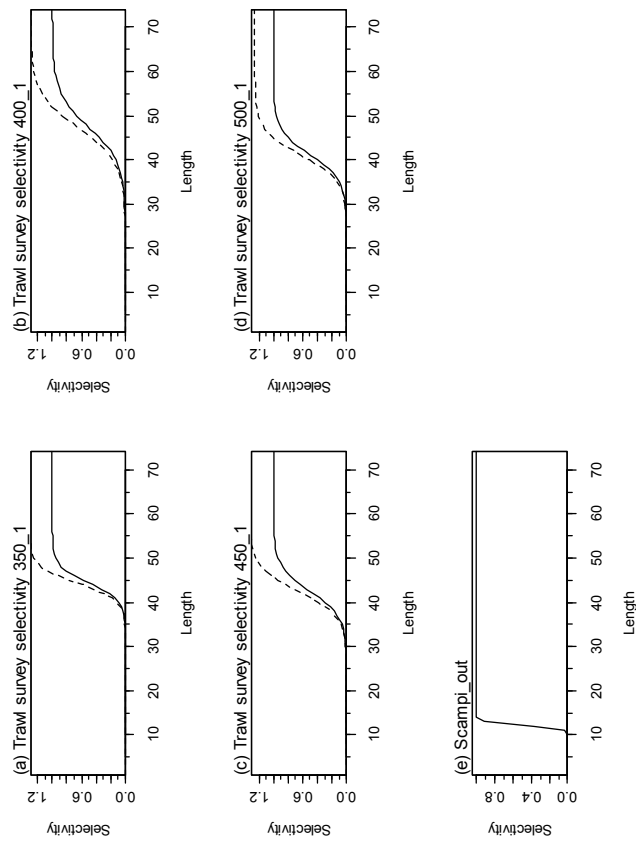 (a) Trawl survey selectivity 350_1
Selectivity
0.0 0.6 1.2
10 20 30 40 50 60 70
Length
(b) Trawl survey selectivity 400_1
Selectivity
0.0 0.6 1.2
10 20 30 40 50 60 70
Length
(c) Trawl survey selectivity 450_1
Selectivity
0.0 0.6 1.2
10 20 30 40 50 60 70
Length
(d) Trawl survey selectivity 500_1
Selectivity
0.0 0.6 1.2
10 20 30 40 50 60 70
Length
(e) Scampi_out
Selectivity
0.0 0.4 0.8
10 20 30 40 50 60 70
Length